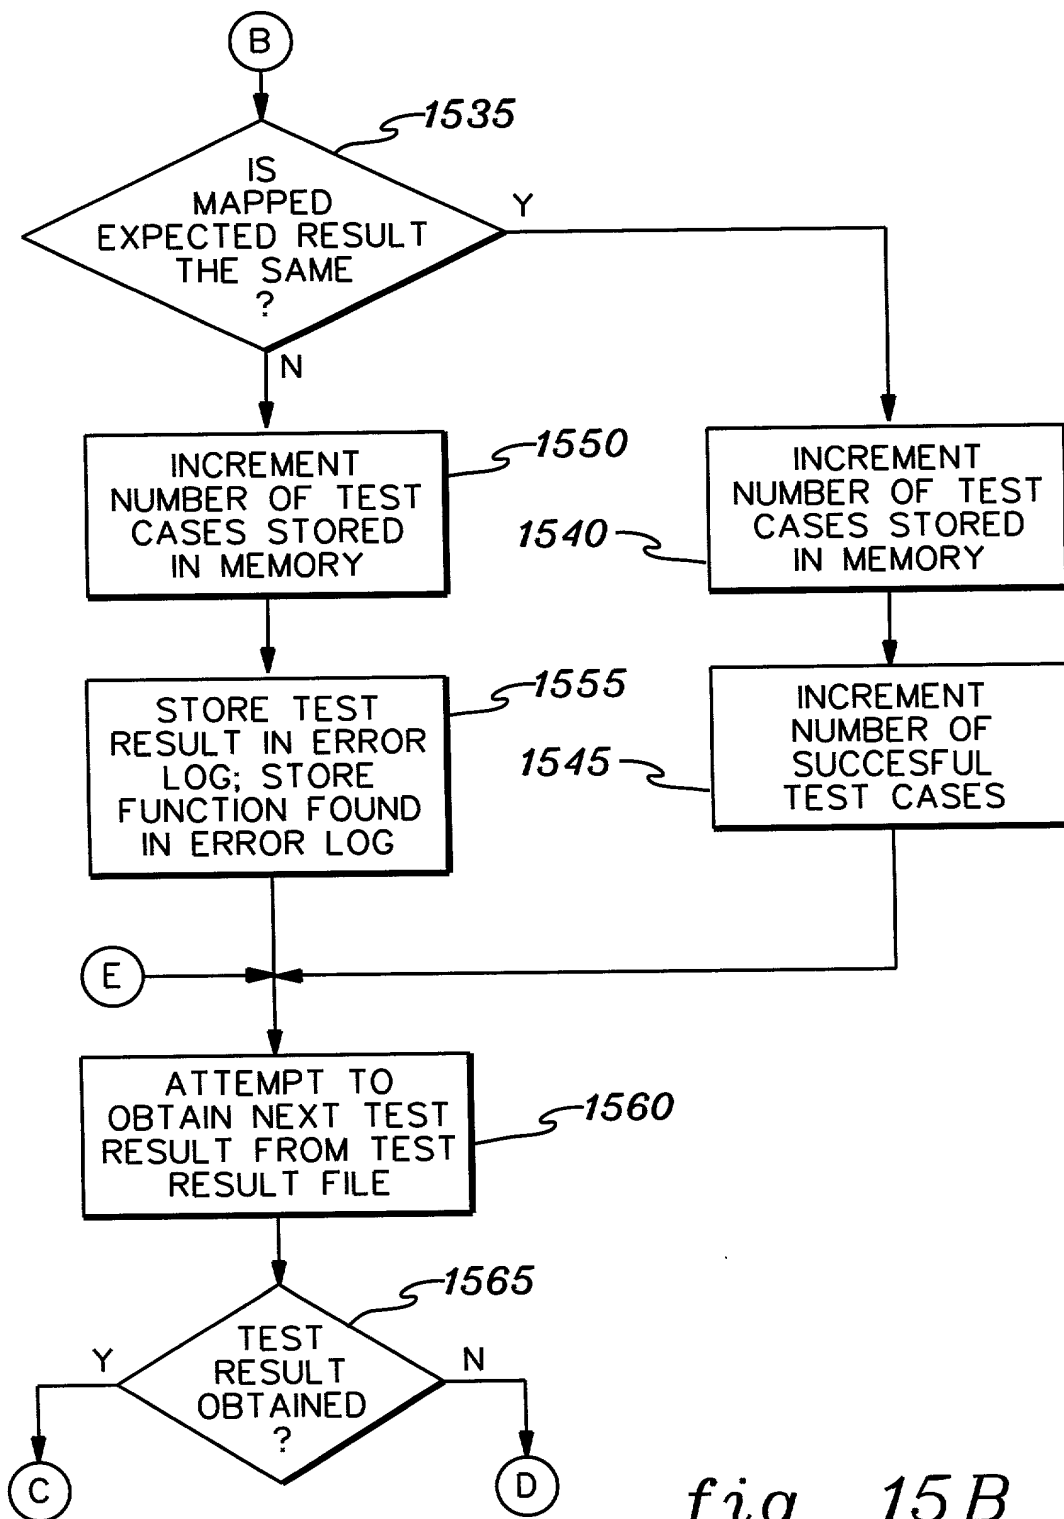 B
1535
IS
MAPPED
EXPECTED RESULT
THE SAME
?
Y
N
1550
INCREMENT
NUMBER OF TEST
CASES STORED
IN MEMORY
1540
INCREMENT
NUMBER OF TEST
CASES STORED
IN MEMORY
1555
STORE TEST
RESULT IN ERROR
LOG; STORE
FUNCTION FOUND
IN ERROR LOG
1545
INCREMENT
NUMBER OF
SUCCESFUL
TEST CASES
E
ATTEMPT TO
OBTAIN NEXT TEST
RESULT FROM TEST
RESULT FILE
1560
1565
TEST
RESULT
OBTAINED
?
Y
N
C
D
fig 15B